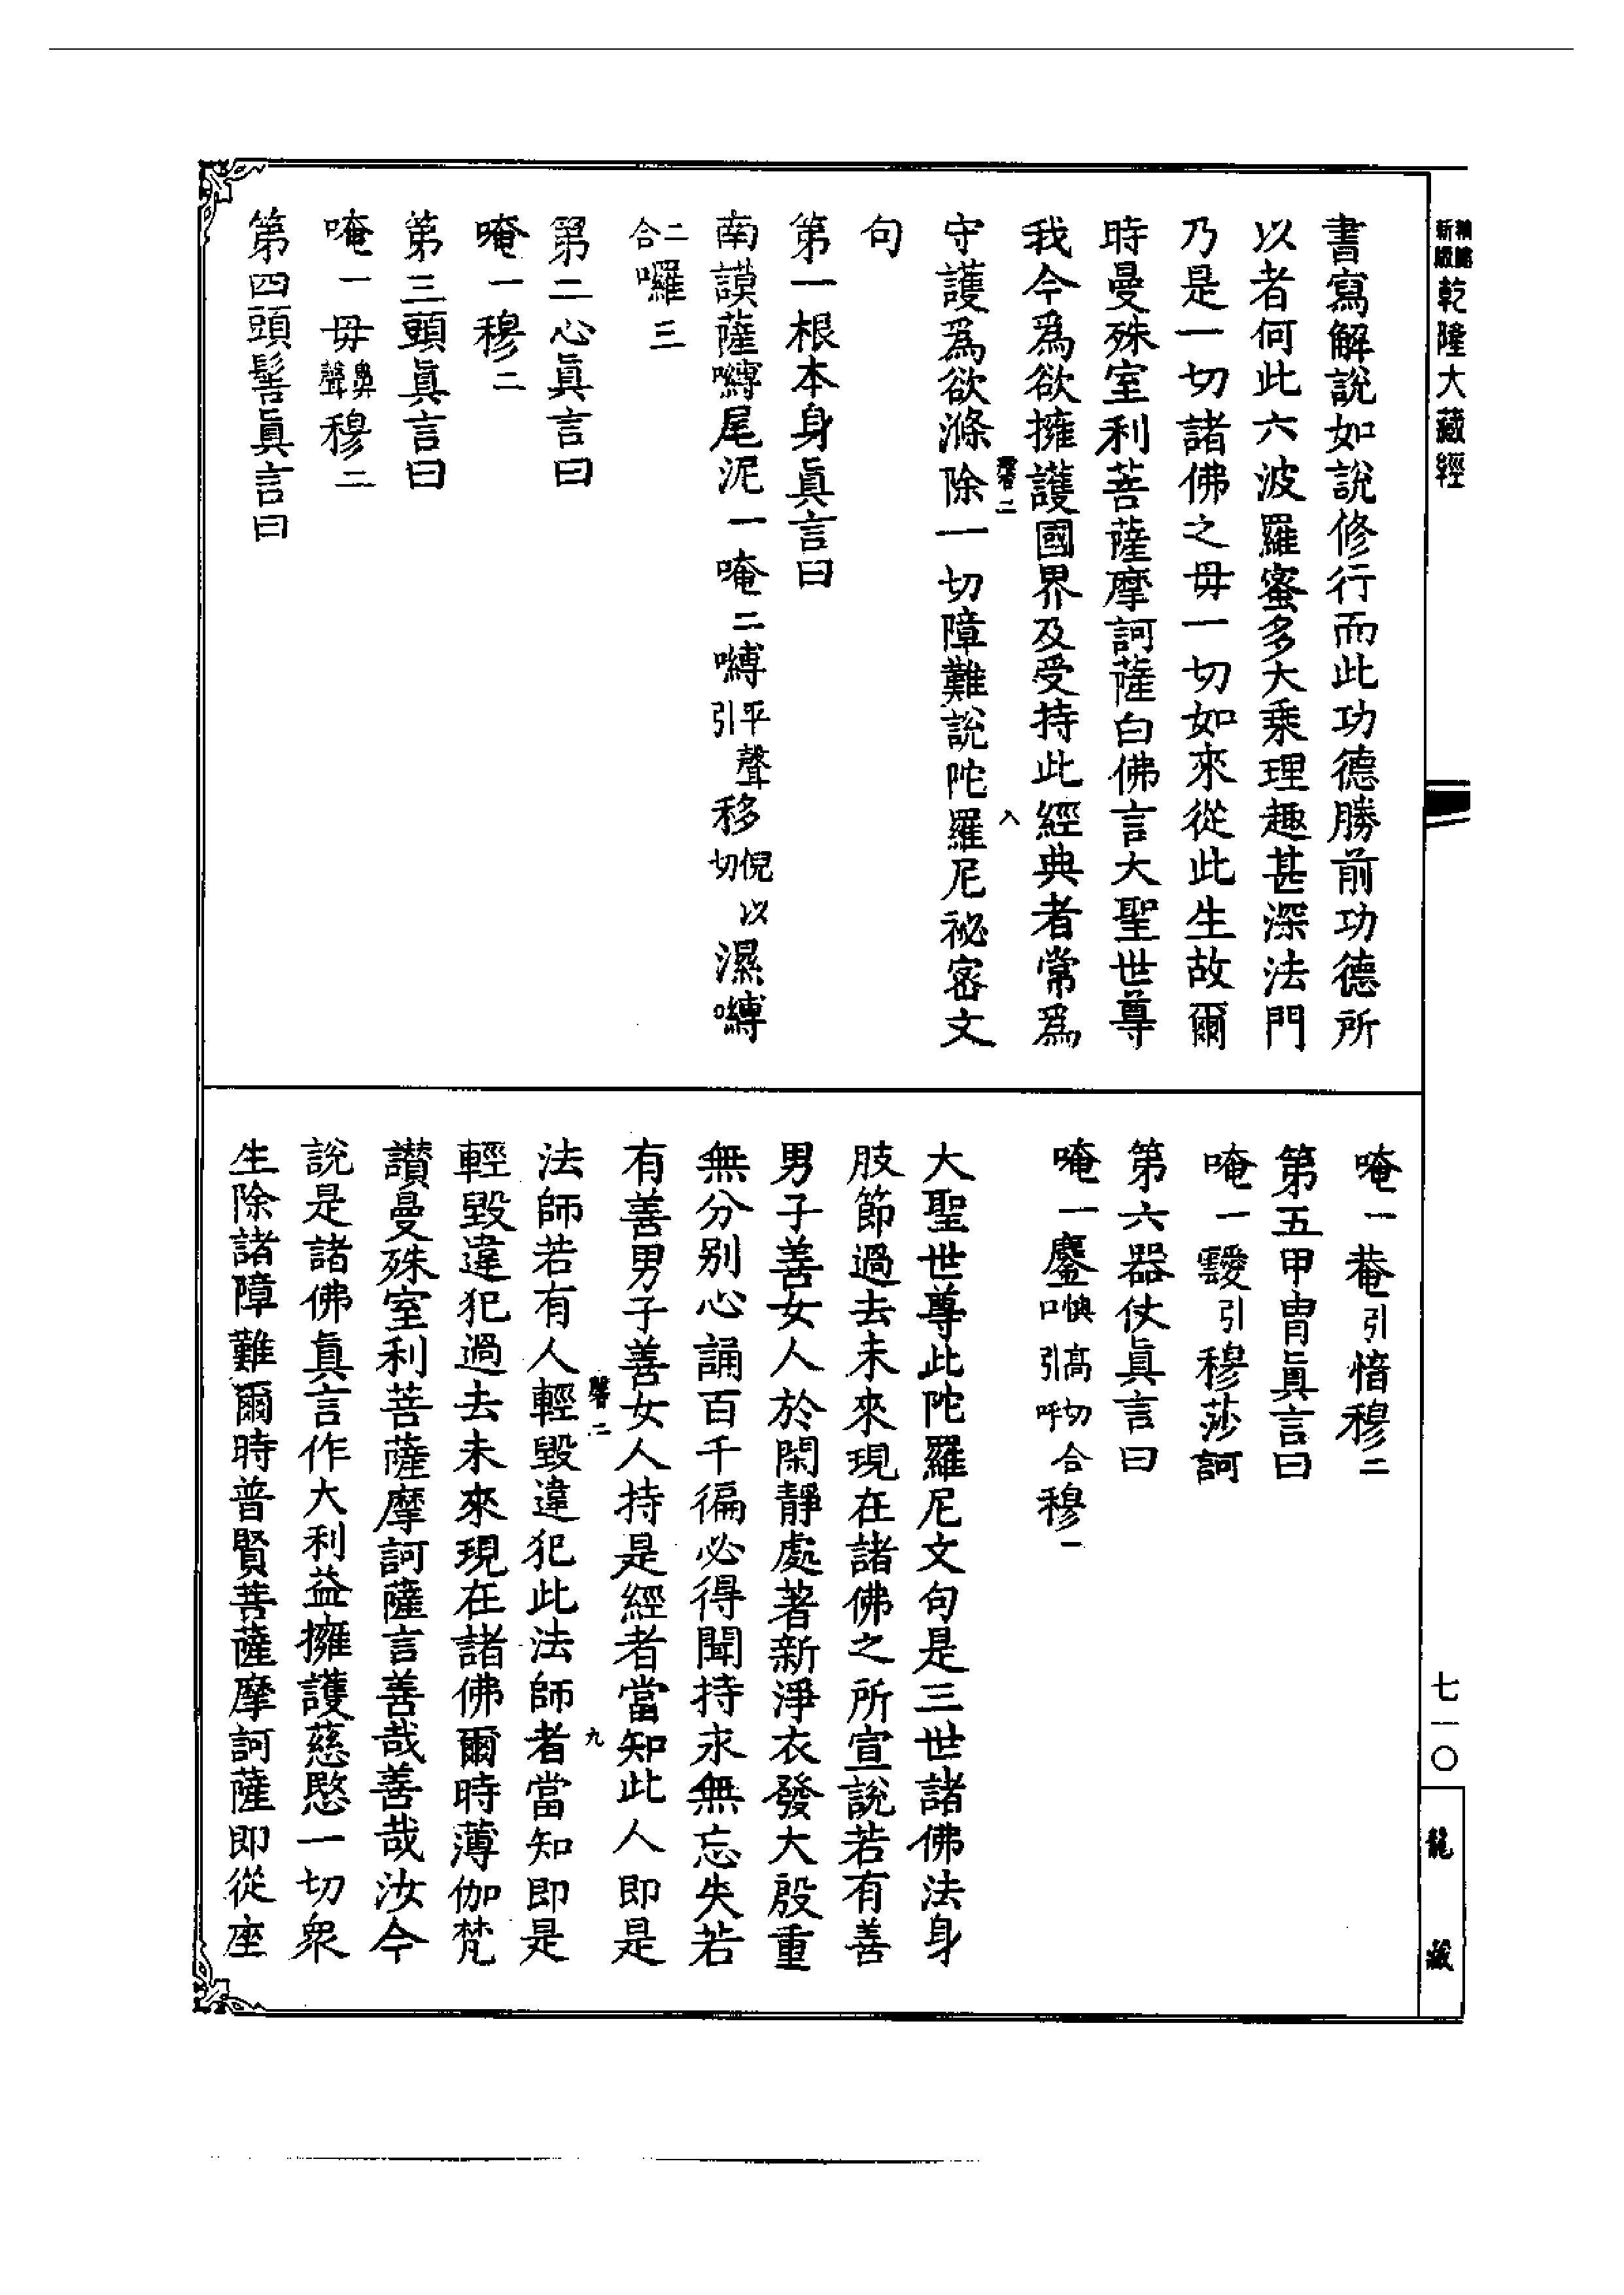 新版 乾隆大藏經
書寫解說如說修行而此功德勝前功德所
以者何此六波羅蜜多大乘理趣甚深法門
乃是一切諸佛之毋一切如來從此生故爾
時曼殊室利菩薩摩訶薩白佛言大聖世尊
我今爲欲擁護國界及受持此經典者常爲
二 八
守護爲欲滌除一切障難說陀羅尼祕密文
句
第一根本身眞言曰
南謨薩嚩尾泥一唵二嚩平聲引移倪以切濕嚩
二合囉三
第二心眞言曰
唵一穆二
第三頭眞言曰
唵一毋鼻聲穆二
第四頭髻眞言曰
唵一菴引愔穆二
第五甲冑眞言曰
唵一靉引穆莎訶
第六器仗眞言曰
唵一鏖懊高切口引呼合穆一
大聖世尊此陀羅尼文句是三世諸佛法身
肢節過去未來現在諸佛之所宣說若有善
男子善女人於閑靜處著新淨衣發大殷重
無分别心誦百千徧必得聞持永無忘失若
有善男子善女人持是經者當知此人即是
二 九
法師若有人輕毀違犯此法師者當知即是
輕毀違犯過去未來現在諸佛爾時薄伽梵
讃曼殊室利菩薩摩訶薩言善哉善哉汝今
說是諸佛眞言作大利益擁護慈愍一切衆
生除諸障難爾時普賢菩薩摩訶薩即從座
七一〇
龍藏